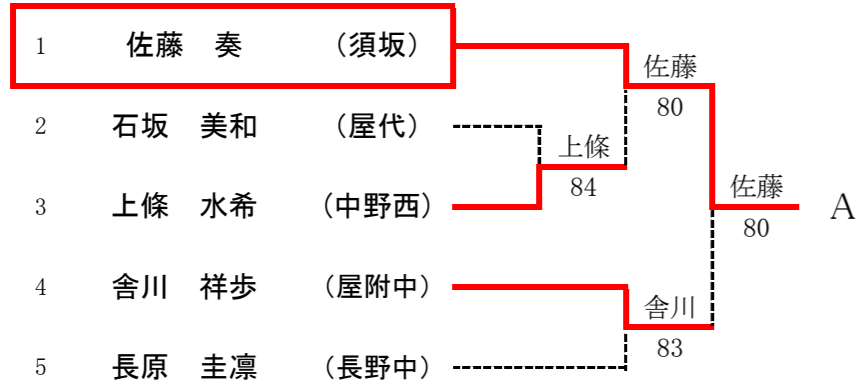 1 佐藤 奏 (須坂)
佐藤
80
2 石坂 美和 (屋代)
上條
84
3 上條 水希 (中野西)
佐藤
80
A
4 舎川 祥歩 (屋附中)
舎川
83
5 長原 圭凛 (長野中)